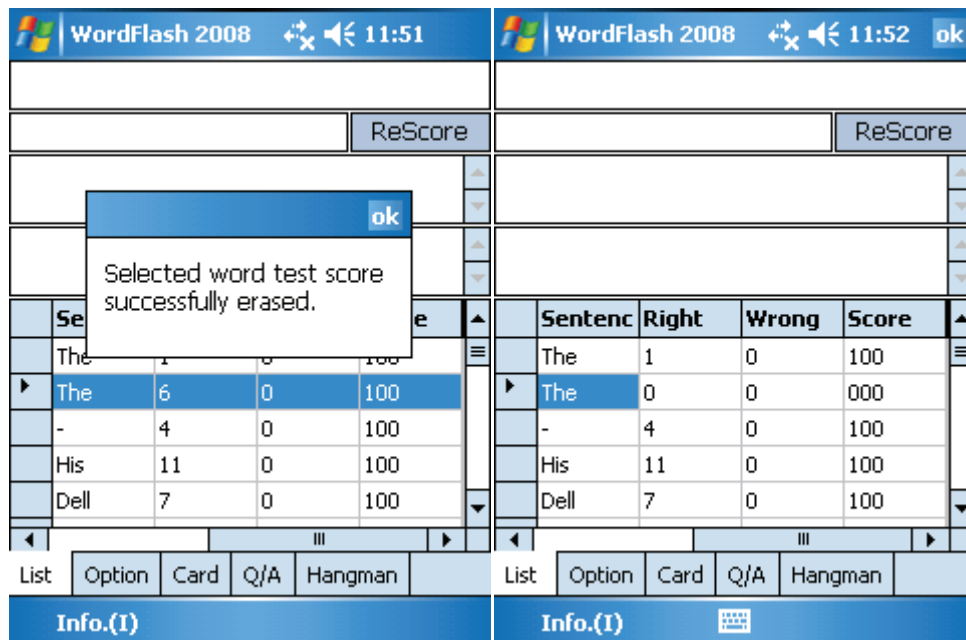 WordFlash 2008 11:51
ReScore
ok
Selected word test score
successfully erased.
Se e
The 1 0 100
The 6 0 100
- 4 0 100
His 11 0 100
Dell 7 0 100
List Option Card Q/A Hangman
Info.(I)
WordFlash 2008 11:52 ok
ReScore
Sentenc Right Wrong Score
The 1 0 100
The 0 0 000
- 4 0 100
His 11 0 100
Dell 7 0 100
List Option Card Q/A Hangman
Info.(I)